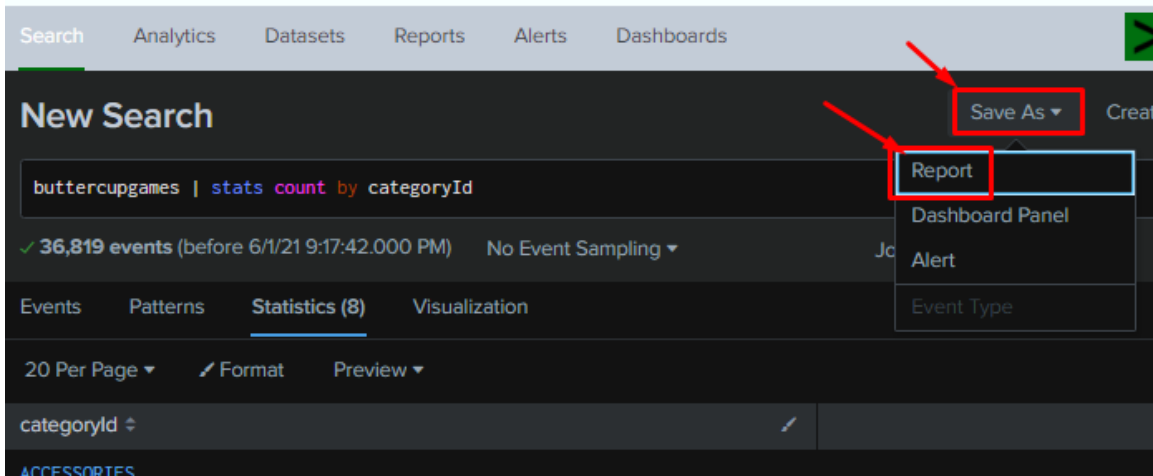 Search Analytics Datasets Reports Alerts Dashboards
New Search
Save As
Report
Dashboard Panel
Alert
Event Type
buttercupgames | stats count by categoryId
36,819 events (before 6/1/21 9:17:42.000 PM) No Event Sampling
Events Patterns Statistics (8) Visualization
20 Per Page Format Preview
categoryId
ACCESSORIES